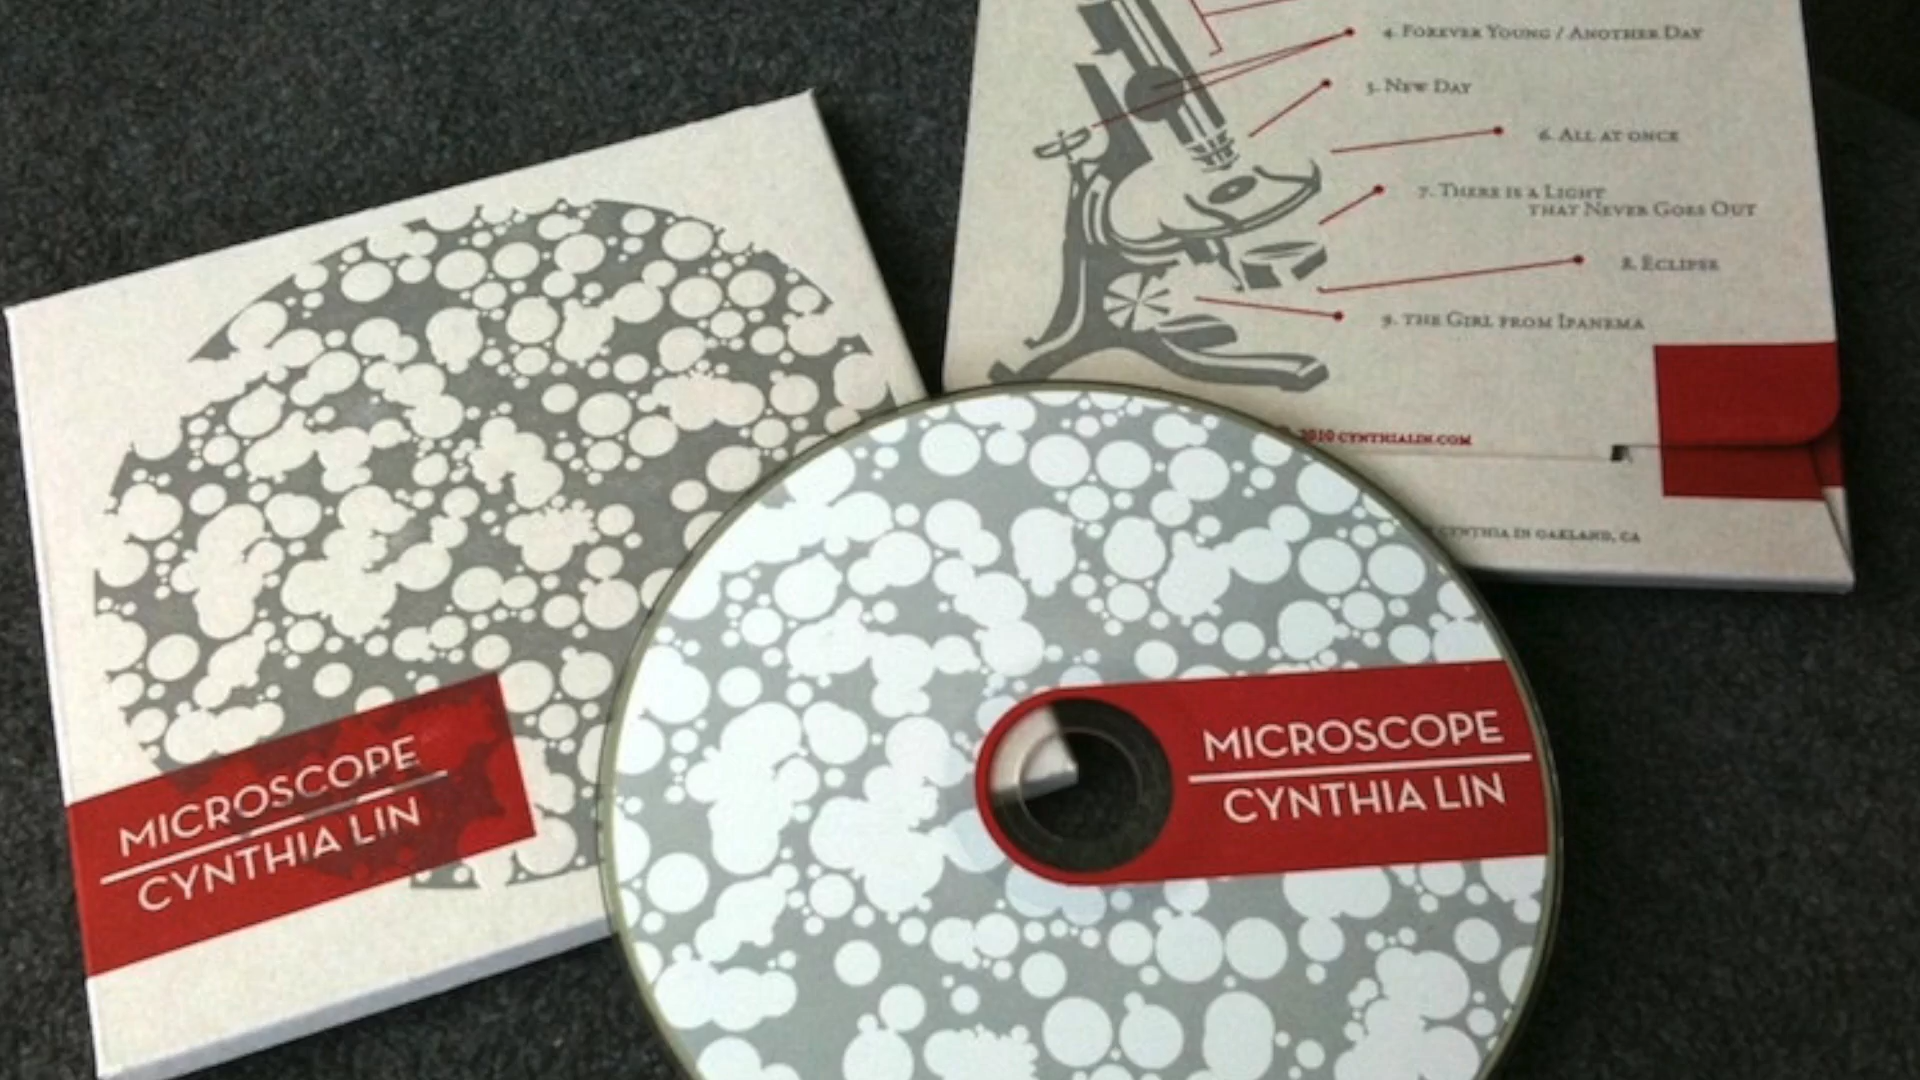 4. Forever Young / Another Day
5. New Day
6. All at once
7. There is a Light
that Never Goes Out
8. Eclipse
9. the Girl from Ipanema
2010 cynthialin.com
Cynthia in Oakland, CA
MICROSCOPE
CYNTHIA LIN
MICROSCOPE
CYNTHIA LIN